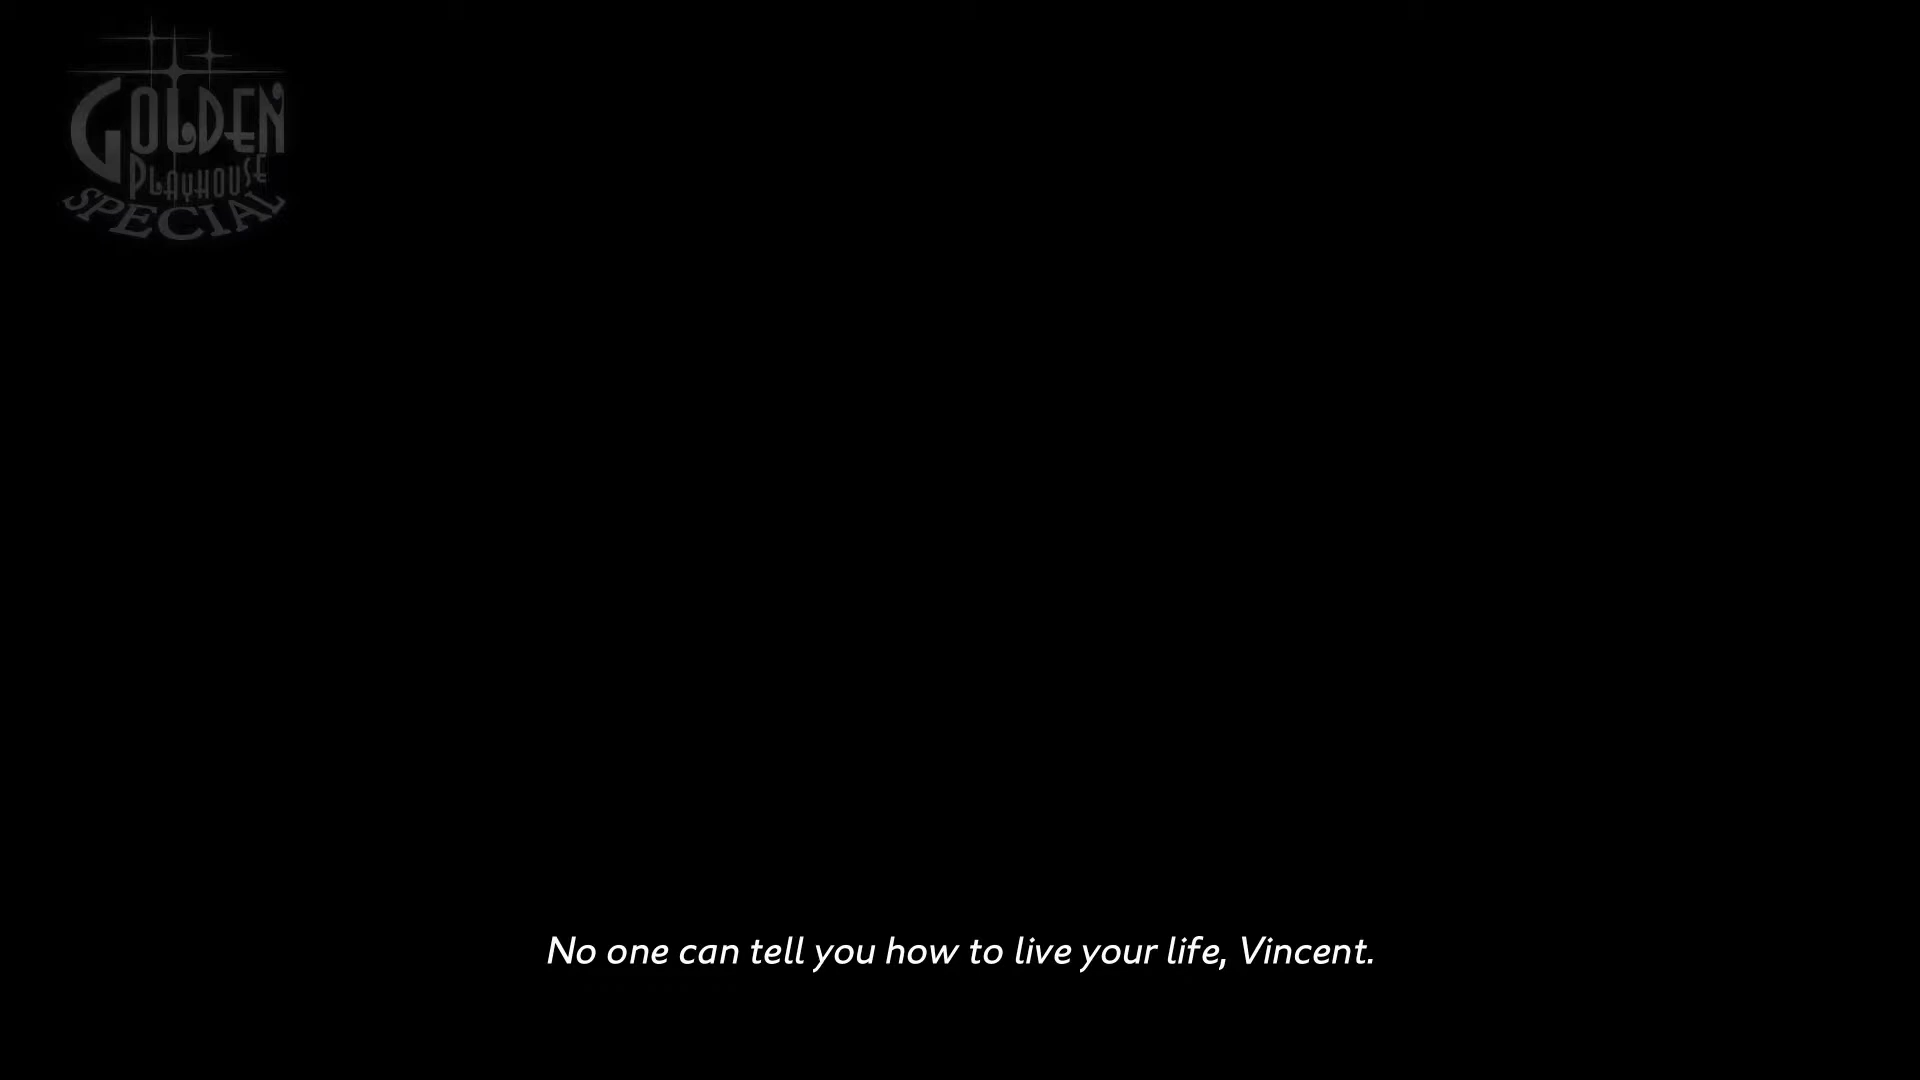 GOLDEN
PLAYHOUSE
SPECIAL
No one can tell you how to live your life, Vincent.